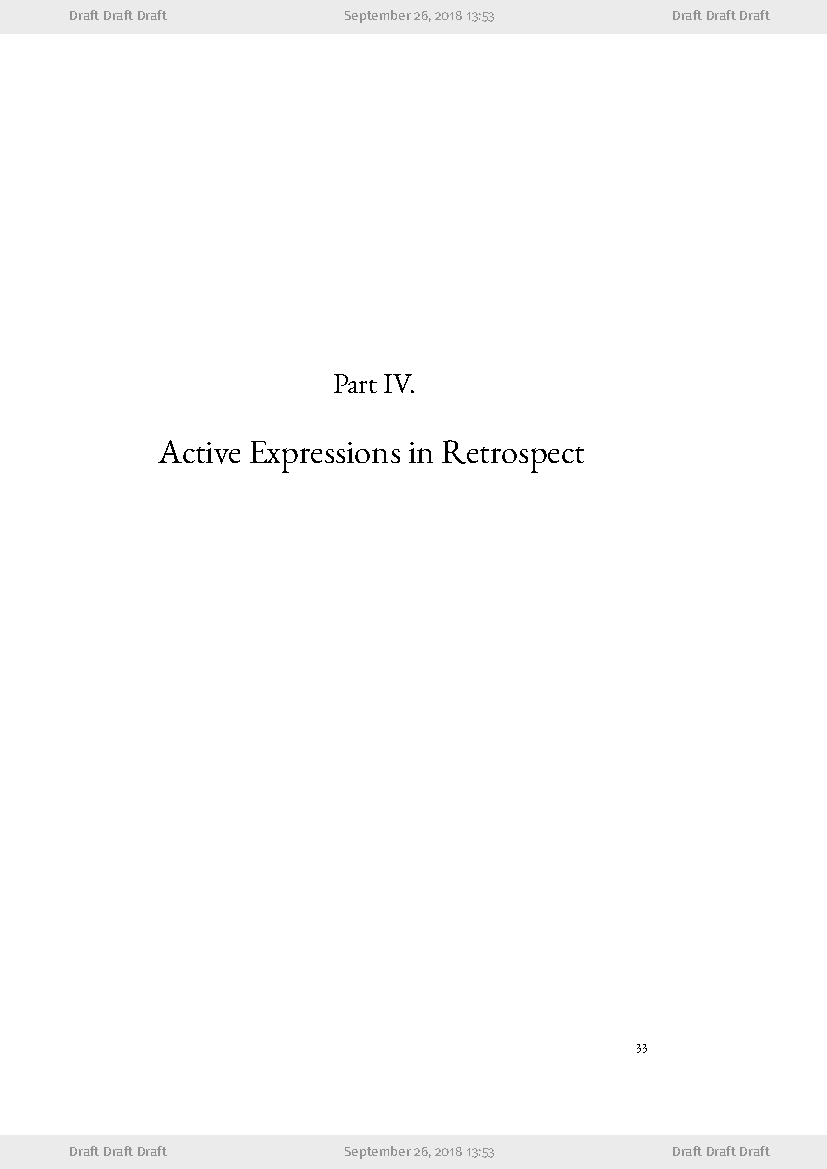 Draft Draft Draft September 26, 2018 13:53 Draft Draft Draft
Part IV.
Active Expressions in Retrospect
33
Draft Draft Draft September 26, 2018 13:53 Draft Draft Draft